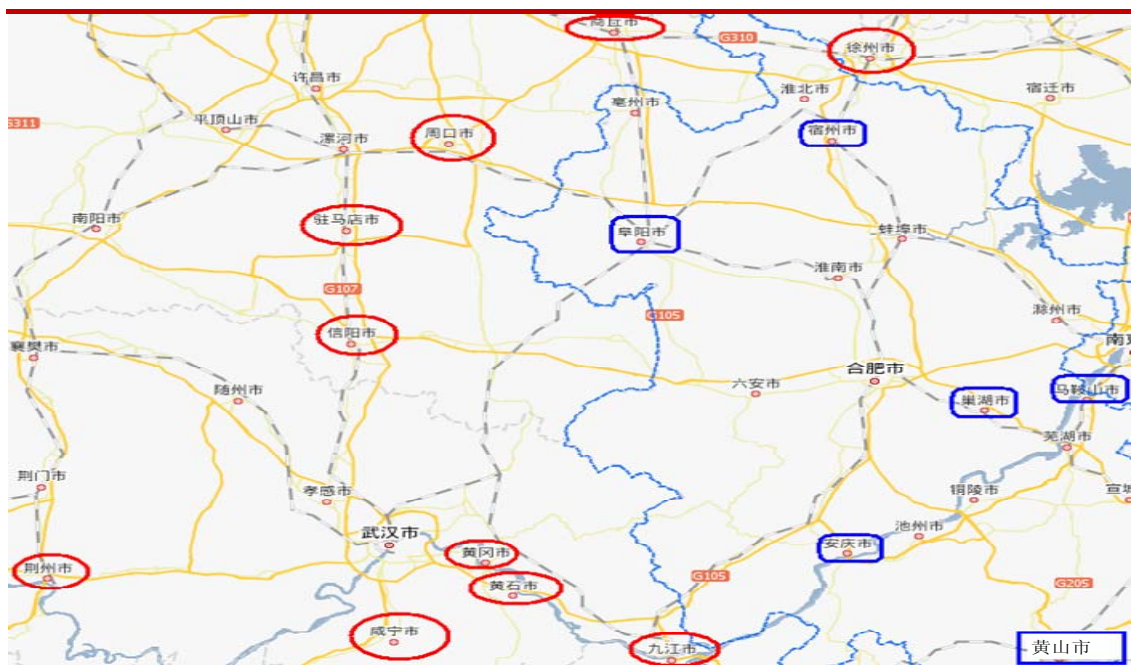 商丘市
G310
徐州市
许昌市
淮北市
宿迁市
亳州市
G311
平顶山市
漯河市
周口市
宿州市
南阳市
驻马店市
阜阳市
蚌埠市
淮南市
G107
G105
滁州市
信阳市
襄樊市
合肥市
随州市
六安市
巢湖市
马鞍山市
芜湖市
荆门市
孝感市
铜陵市
武汉市
池州市
黄冈市
安庆市
荆州市
G105
G205
黄石市
咸宁市
九江市
黄山市